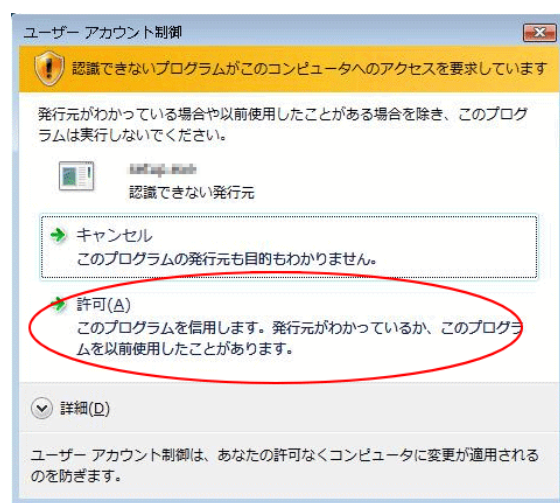 ユーザー アカウント制御
認識できないプログラムがこのコンピュータへのアクセスを要求しています
発行元がわかっている場合や以前使用したことがある場合を除き、このプログ
ラムは実行しないでください。
認識できない発行元
キャンセル
このプログラムの発行元も目的もわかりません。
許可(A)
このプログラムを信用します。発行元がわかっているか、このプログラ
ムを以前使用したことがあります。
詳細(D)
ユーザー アカウント制御は、あなたの許可なくコンピュータに変更が適用される
のを防ぎます。